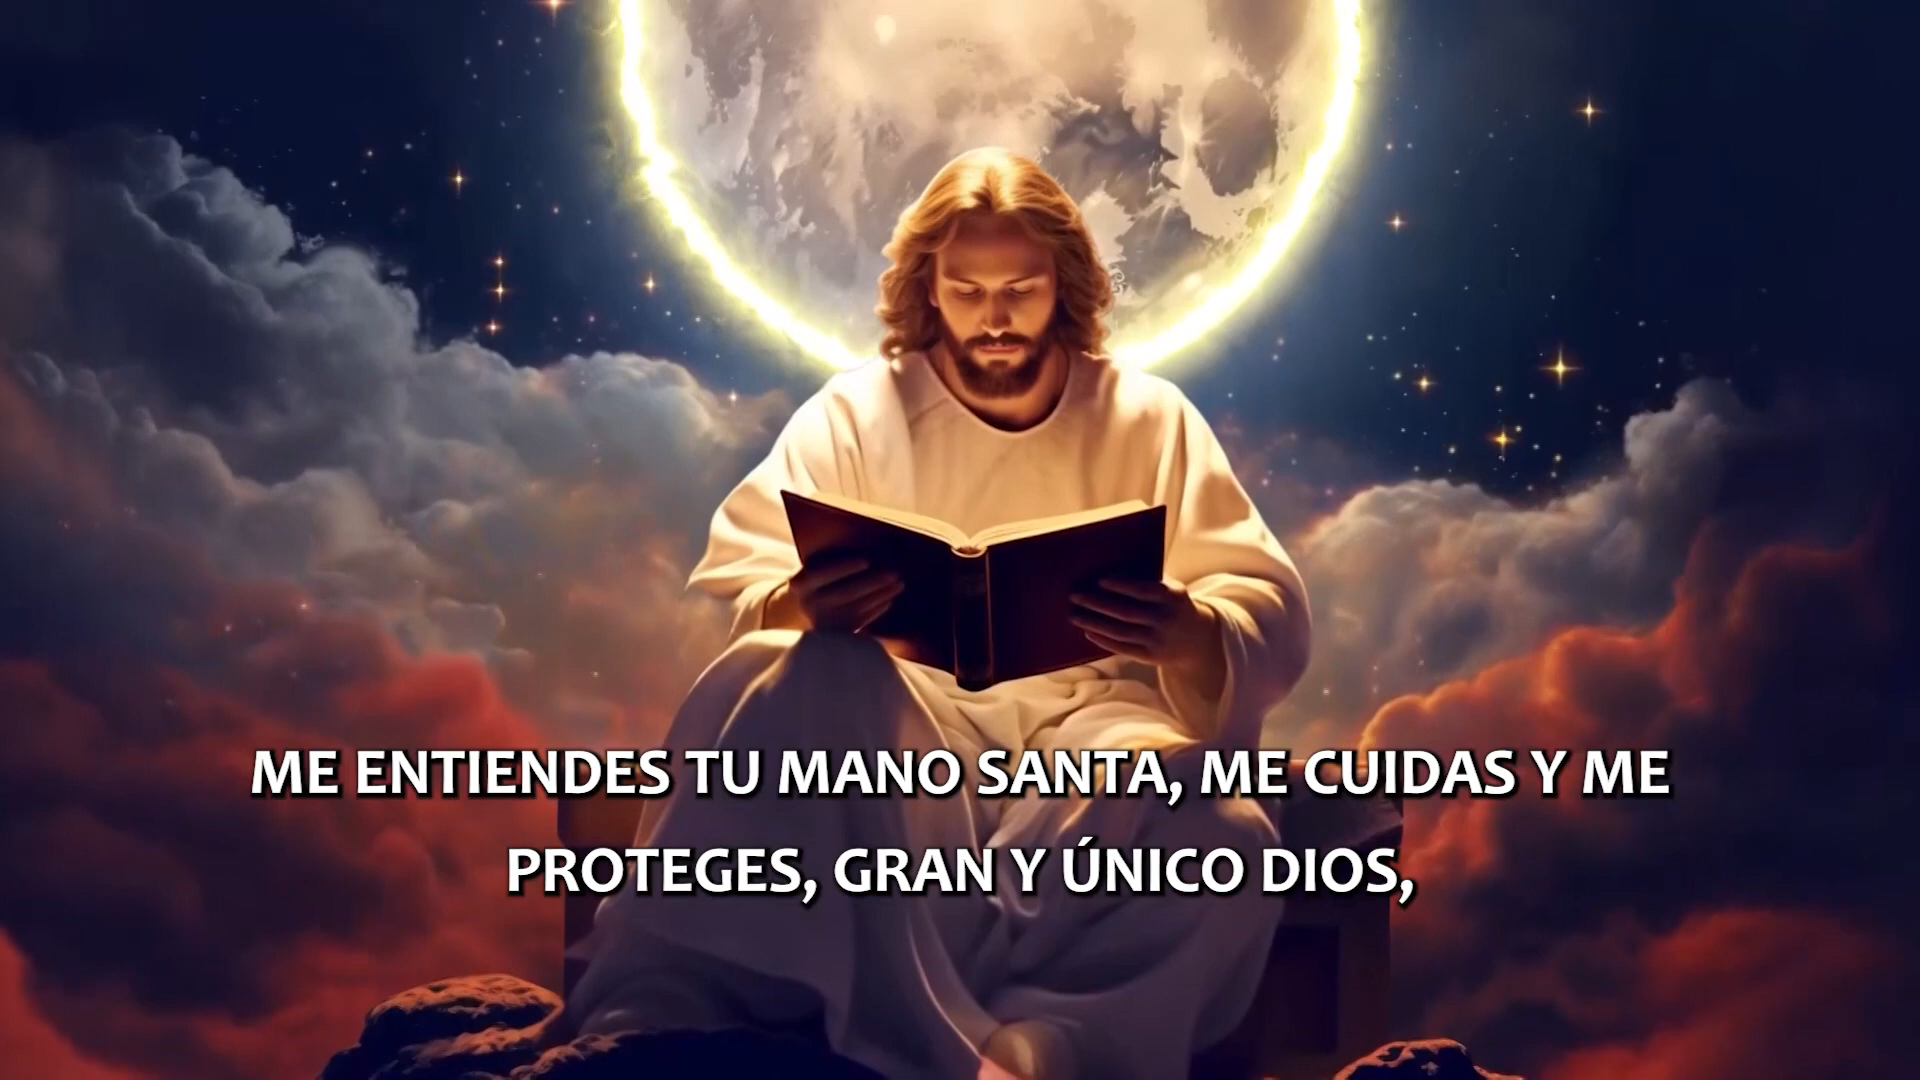 ME ENTIENDES TU MANO SANTA, ME CUIDAS Y ME
PROTEGES, GRAN Y ÚNICO DIOS,